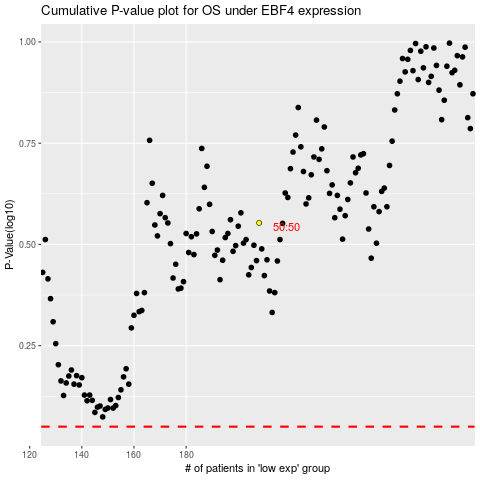 Cumulative P-value plot for OS under EBF4 expression
1.00
0.75
0.50
0.25
P-Value(log10)
50:50
120 140 160 180
# of patients in 'low exp' group